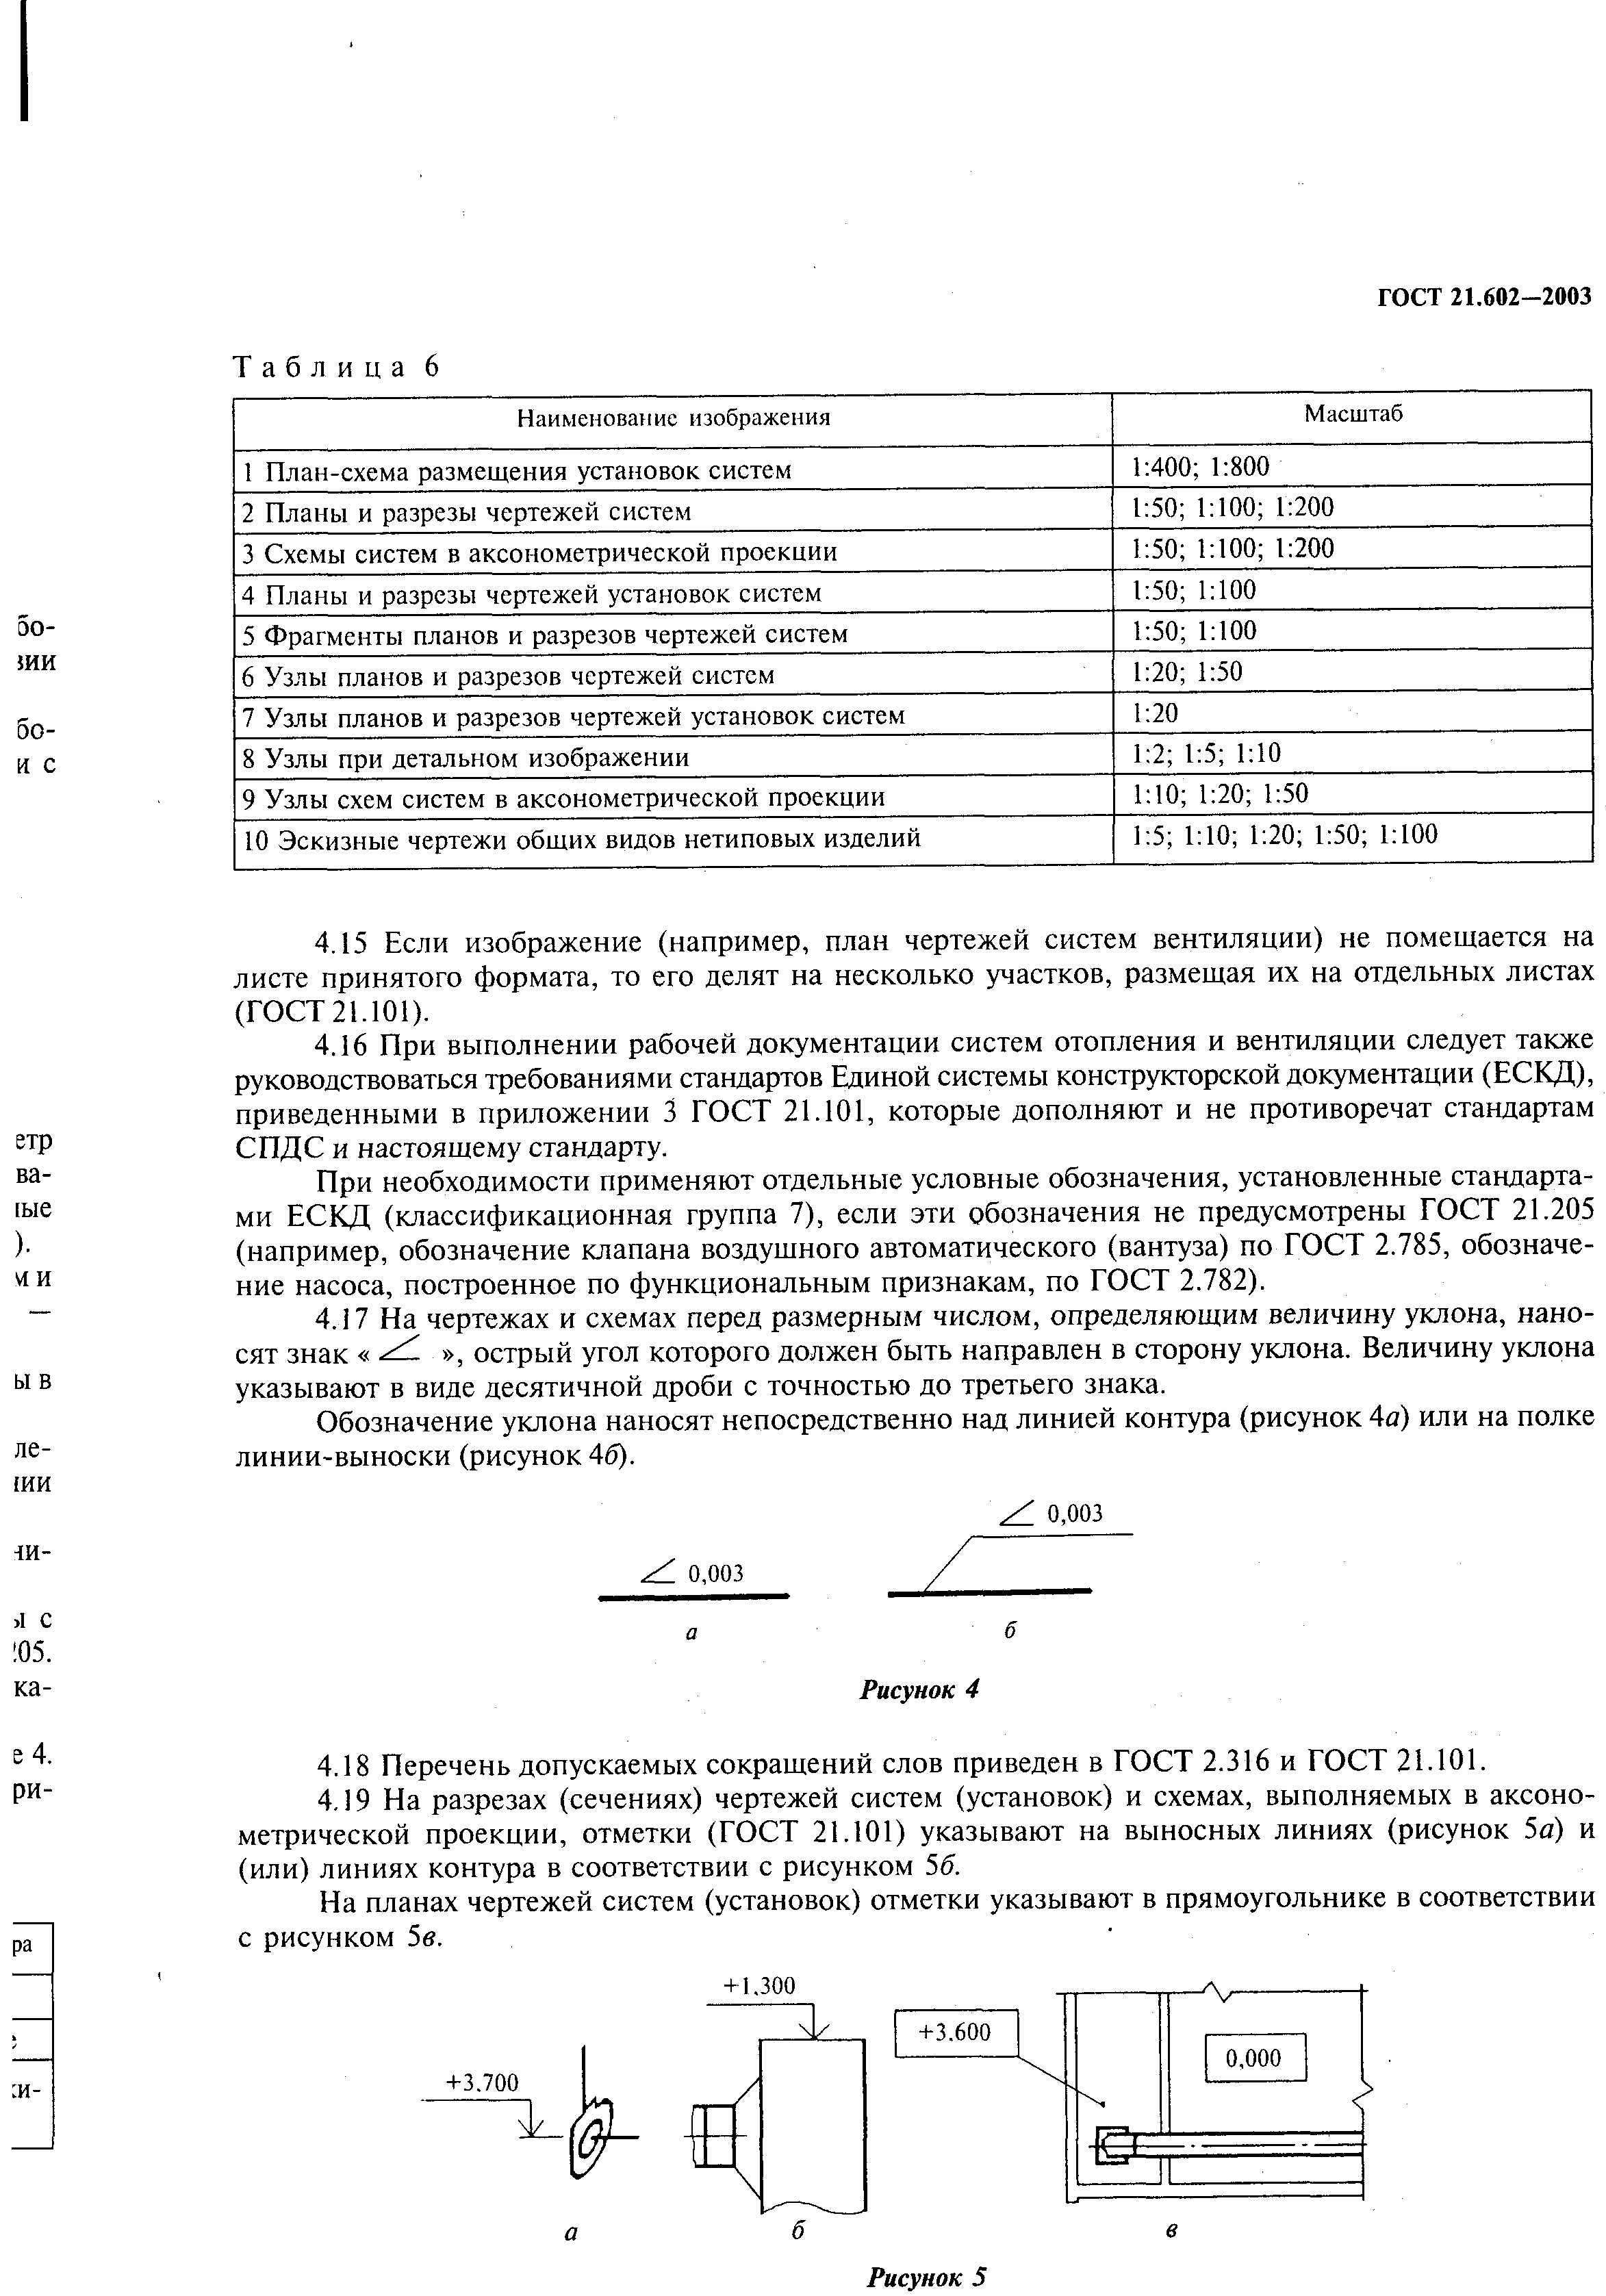 ГОСТ 21.602—2003
Таблица 6
Наименование изображения Масштаб
1 План-схема размещения установок систем 1:400; 1:800
2 Планы и разрезы чертежей систем 1:50; 1:100; 1:200
3 Схемы систем в аксонометрической проекции 1:50; 1:100; 1:200
4 Планы и разрезы чертежей установок систем 1:50; 1:100
5 Фрагменты планов и разрезов чертежей систем 1:50; 1:100
6 Узлы планов и разрезов чертежей систем 1:20; 1:50
7 Узлы планов и разрезов чертежей установок систем 1:20
8 Узлы при детальном изображении 1:2; 1:5; 1:10
9 Узлы схем систем в аксонометрической проекции 1:10; 1:20; 1:50
10 Эскизные чертежи общих видов нетиповых изделий 1:5; 1:10; 1:20; 1:50; 1:100
4.15 Если изображение (например, план чертежей систем вентиляции) не помещается на
листе принятого формата, то его делят на несколько участков, размещая их на отдельных листах
(ГОСТ 21.101).
4.16 При выполнении рабочей документации систем отопления и вентиляции следует также
руководствоваться требованиями стандартов Единой системы конструкторской документации (ЕСКД),
приведенными в приложении 3 ГОСТ 21.101, которые дополняют и не противоречат стандартам
СПДС и настоящему стандарту.
При необходимости применяют отдельные условные обозначения, установленные стандарта-
ми ЕСКД (классификационная группа 7), если эти обозначения не предусмотрены ГОСТ 21.205
(например, обозначение клапана воздушного автоматического (вантуза) по ГОСТ 2.785, обозначе-
ние насоса, построенное по функциональным признакам, по ГОСТ 2.782).
4.17 На чертежах и схемах перед размерным числом, определяющим величину уклона, нано-
сят знак « ∠ », острый угол которого должен быть направлен в сторону уклона. Величину уклона
указывают в виде десятичной дроби с точностью до третьего знака.
Обозначение уклона наносят непосредственно над линией контура (рисунок 4а) или на полке
линии-выноски (рисунок 4б).
∠ 0,003
∠ 0,003
а
б
Рисунок 4
4.18 Перечень допускаемых сокращений слов приведен в ГОСТ 2.316 и ГОСТ 21.101.
4.19 На разрезах (сечениях) чертежей систем (установок) и схемах, выполняемых в аксоно-
метрической проекции, отметки (ГОСТ 21.101) указывают на выносных линиях (рисунок 5а) и
(или) линиях контура в соответствии с рисунком 5б.
На планах чертежей систем (установок) отметки указывают в прямоугольнике в соответствии
с рисунком 5в.
+3.700
+1.300
+3.600
0,000
а
б
в
Рисунок 5